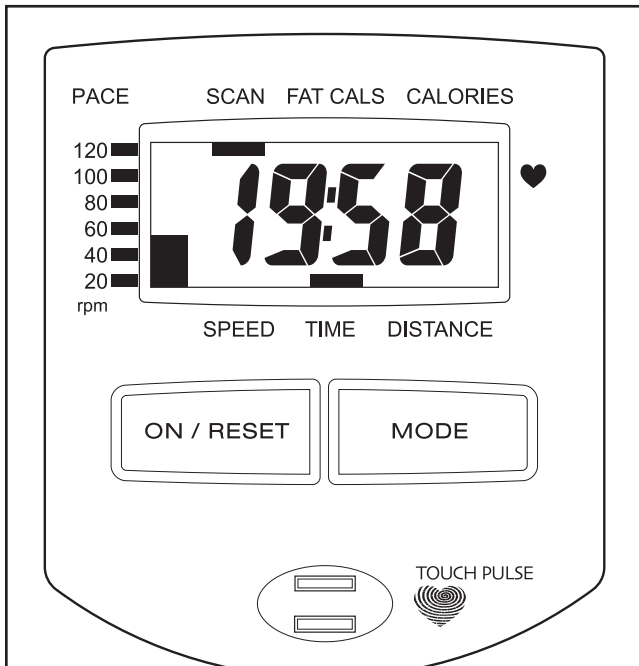 PACE SCAN FAT CALS CALORIES
120
100
80
60
40
20
rpm
19:58
SPEED TIME DISTANCE
ON / RESET MODE
TOUCH PULSE